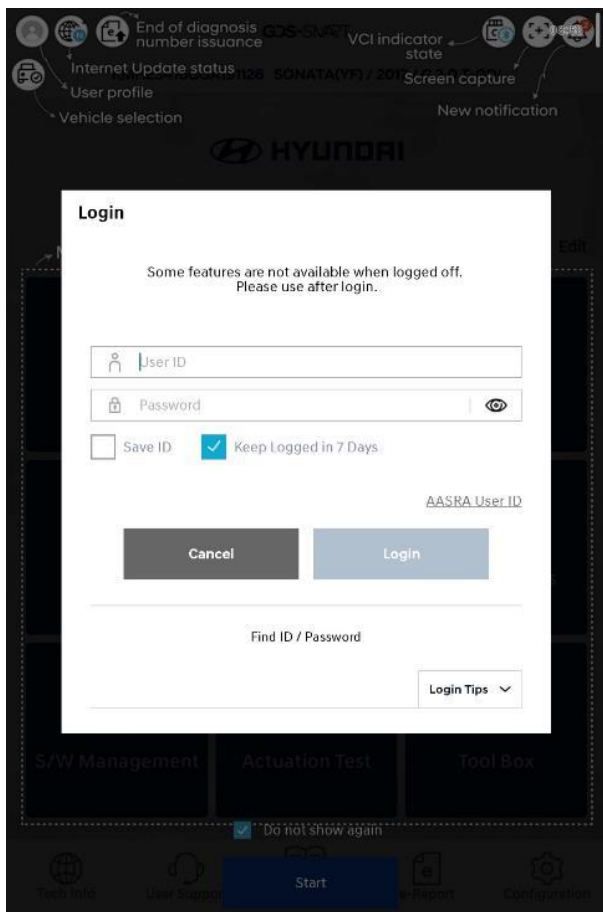 End of diagnosis
number issuance
GDS-SMART
VCI indicator
state
Internet Update status
SONATA(YF) /
Screen capture
User profile
New notification
Vehicle selection
HYUNDAI
Login
Edit
Some features are not available when logged off.
Please use after login.
User ID
Password
Save ID
Keep Logged in 7 Days
AASRA User ID
Cancel
Login
Find ID / Password
Login Tips
S/W Management
Actuation Test
Tool Box
Do not show again
Start
Tech Info
User Support
e-Report
Configuration